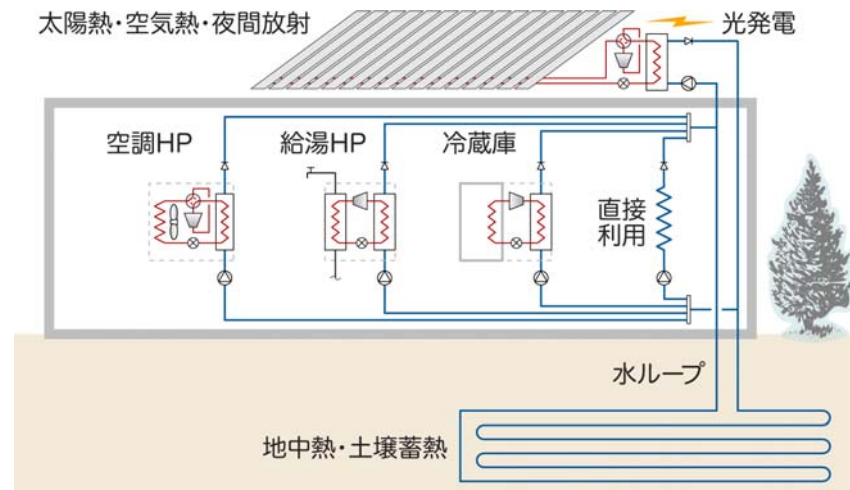 太陽熱・空気熱・夜間放射
光発電
空調HP
給湯HP
冷蔵庫
直接
利用
水ループ
地中熱・土壌蓄熱